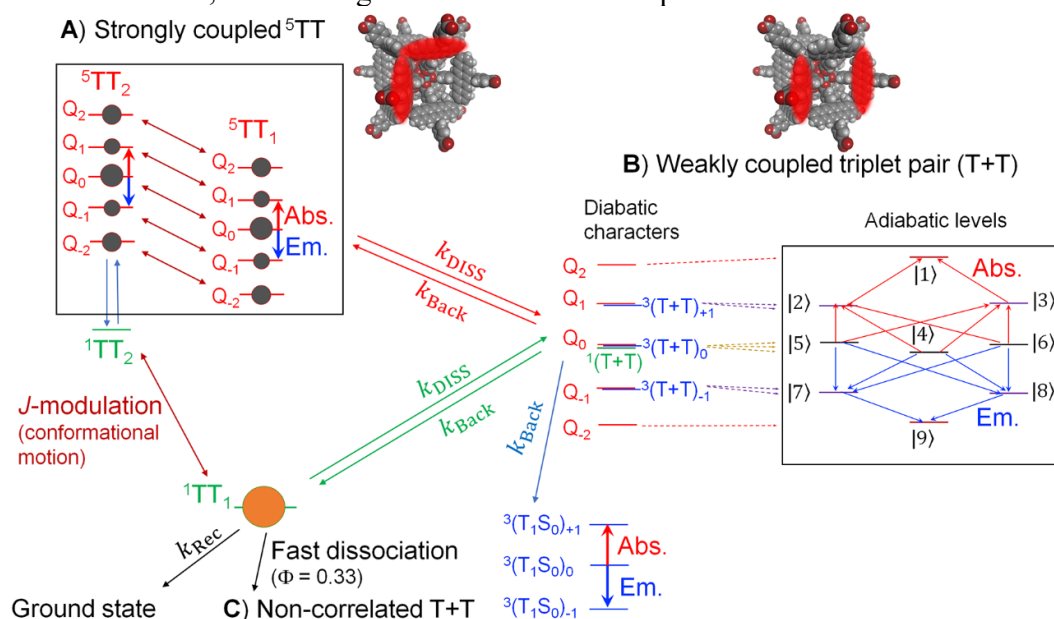 A) Strongly coupled ⁵TT
⁵TT₂
Q₂
Q₁
Q₀
Q₋₁
Q₋₂
⁵TT₁
Q₂
Q₁
Q₀
Q₋₁
Q₋₂
Abs.
Em.
¹TT₂
J-modulation
(conformational
motion)
¹TT₁
k_Rec
Ground state
Fast dissociation
(Φ = 0.33)
C) Non-correlated T+T
k_DISS
k_Back
k_DISS
k_Back
k_Back
B) Weakly coupled triplet pair (T+T)
Diabatic
characters
Q₂
Q₁
³(T+T)₊₁
Q₀
³(T+T)₀
¹(T+T)
Q₋₁
³(T+T)₋₁
Q₋₂
Adiabatic levels
|1⟩
Abs.
|2⟩
|3⟩
|4⟩
|5⟩
|6⟩
|7⟩
|8⟩
Em.
|9⟩
³(T₁S₀)₊₁
Abs.
³(T₁S₀)₀
Em.
³(T₁S₀)₋₁